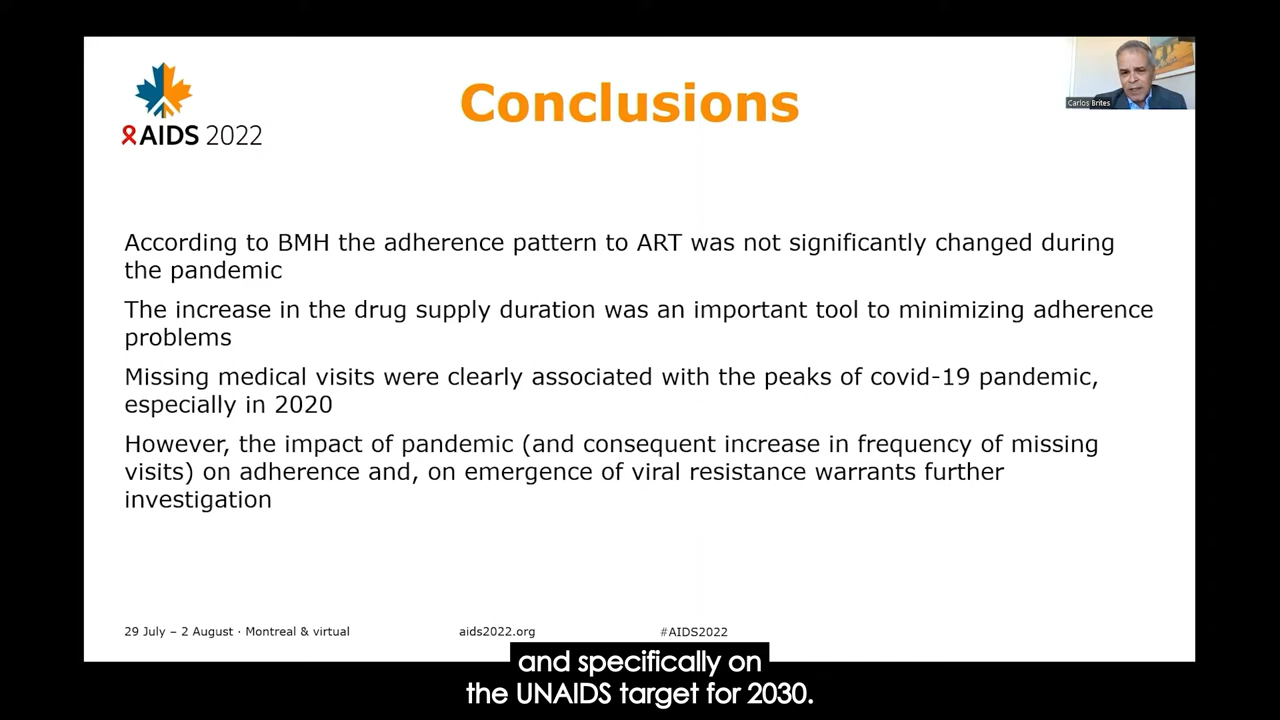 Conclusions
Carlos Brites
AIDS 2022
According to BMH the adherence pattern to ART was not significantly changed during
the pandemic
The increase in the drug supply duration was an important tool to minimizing adherence
problems
Missing medical visits were clearly associated with the peaks of covid-19 pandemic,
especially in 2020
However, the impact of pandemic (and consequent increase in frequency of missing
visits) on adherence and, on emergence of viral resistance warrants further
investigation
29 July – 2 August · Montreal & virtual
aids2022.org
#AIDS2022
and specifically on
the UNAIDS target for 2030.